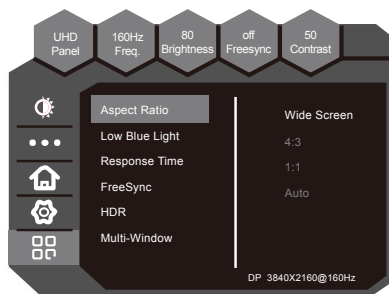 UHD
Panel
160Hz
Freq.
80
Brightness
off
Freesync
50
Contrast
Aspect Ratio
Low Blue Light
Response Time
FreeSync
HDR
Multi-Window
Wide Screen
4:3
1:1
Auto
DP 3840X2160@160Hz